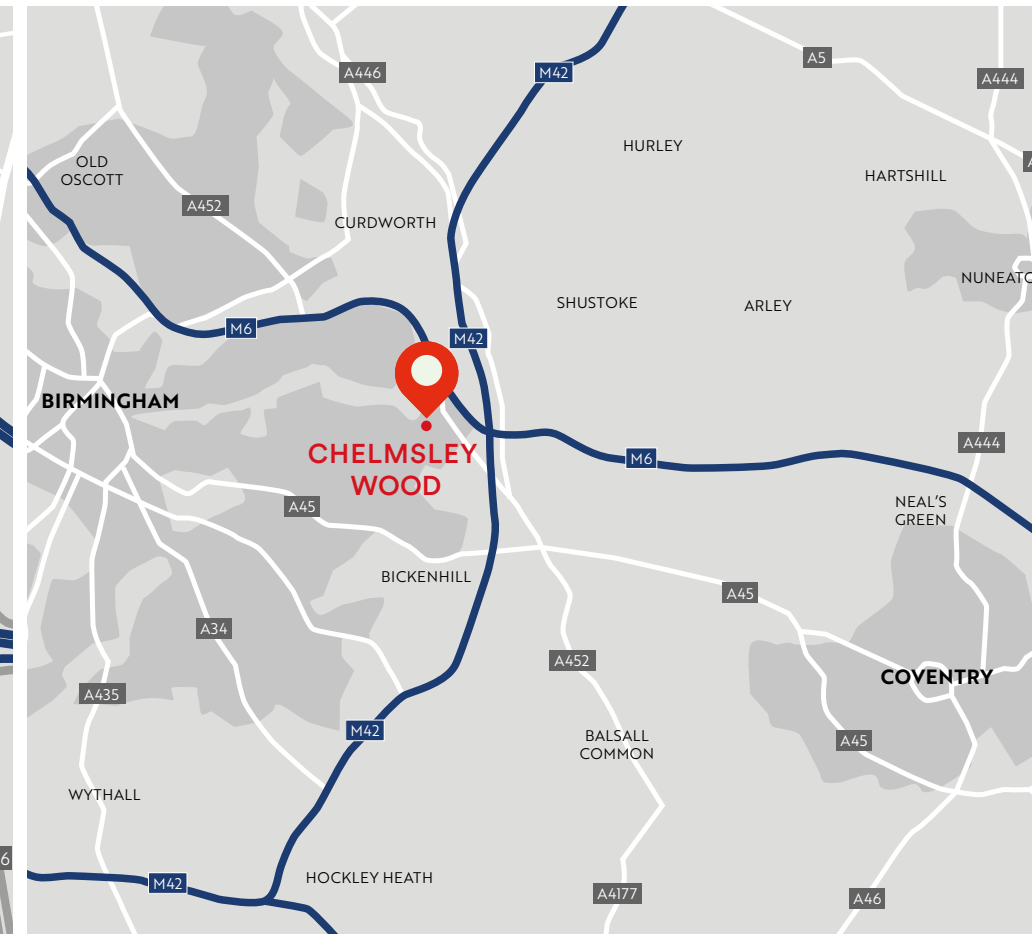 A5
M42
A446
A444
HURLEY
OLD
OSCOTT
HARTSHILL
A452
CURDWORTH
NUNEATO
SHUSTOKE
ARLEY
M6
M42
BIRMINGHAM
A444
CHELMSLEY
WOOD
M6
A45
NEAL'S
GREEN
BICKENHILL
A45
A34
A452
COVENTRY
A435
M42
BALSALL
COMMON
A45
WYTHALL
6
HOCKLEY HEATH
M42
A4177
A46